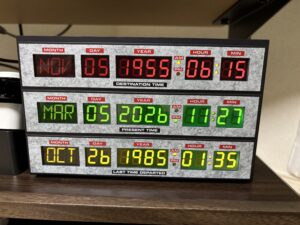 MONTH DAY YEAR HOUR MIN
NOV 05 1955 AM PM 06 15
DESTINATION TIME
MONTH DAY YEAR HOUR MIN
MAR 05 2026 AM PM 11 27
PRESENT TIME
MONTH DAY YEAR HOUR MIN
OCT 26 1985 AM PM 01 35
LAST TIME DEPARTED